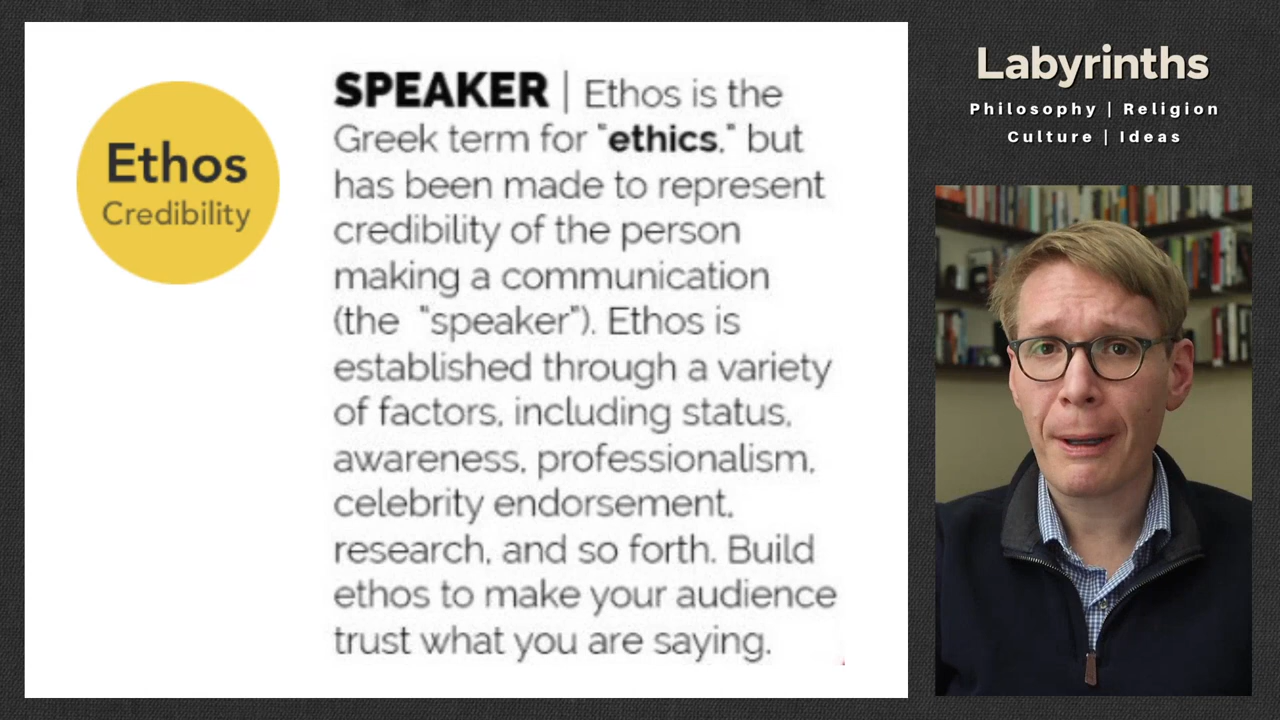 Ethos
Credibility
SPEAKER | Ethos is the
Greek term for "ethics," but
has been made to represent
credibility of the person
making a communication
(the "speaker"). Ethos is
established through a variety
of factors, including status,
awareness, professionalism,
celebrity endorsement,
research, and so forth. Build
ethos to make your audience
trust what you are saying.
Labyrinths
Philosophy | Religion
Culture | Ideas